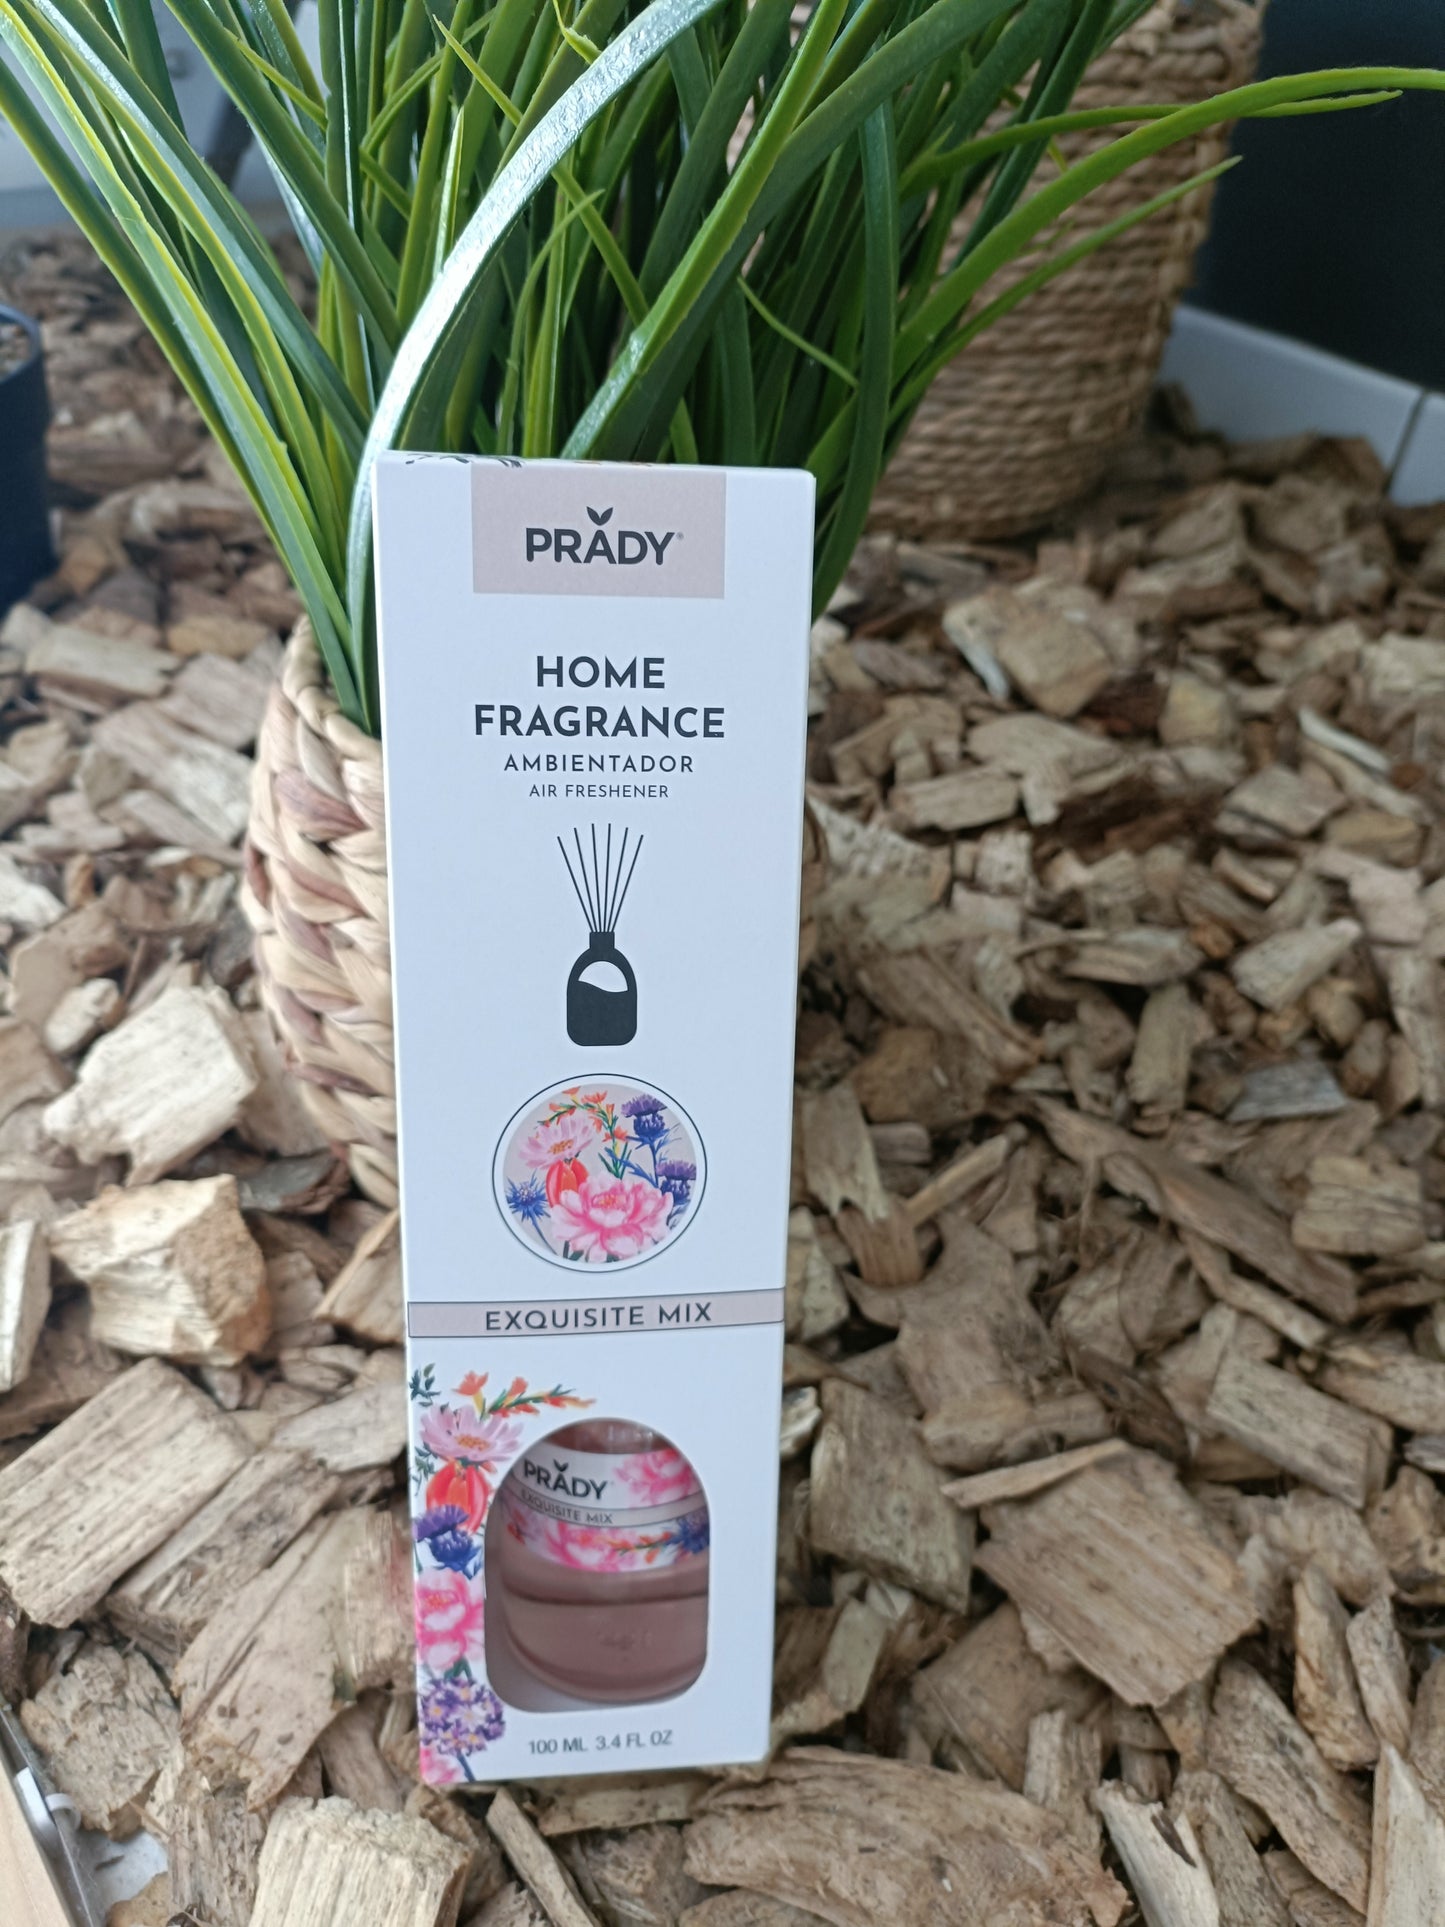 PRADY®
HOME
FRAGRANCE
AMBIENTADOR
AIR FRESHENER
EXQUISITE MIX
PRADY
EXQUISITE MIX
100 ML 3.4 FL OZ